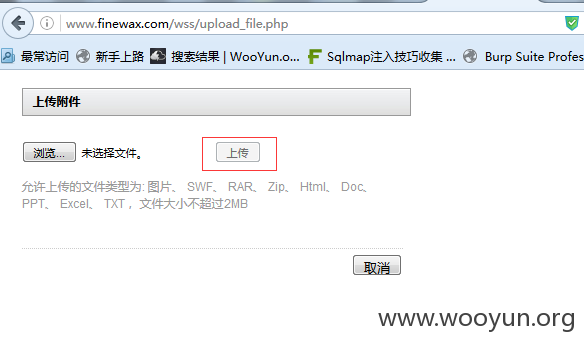 www.finewax.com/wss/upload_file.php
最常访问 新手上路 搜索结果 | WooYun.o... Sqlmap注入技巧收集 ... Burp Suite Profes
上传附件
浏览... 未选择文件。 上传
允许上传的文件类型为: 图片、 SWF、 RAR、 Zip、 Html、 Doc、
PPT、 Excel、 TXT ，文件大小不超过2MB
取消
www.wooyun.org